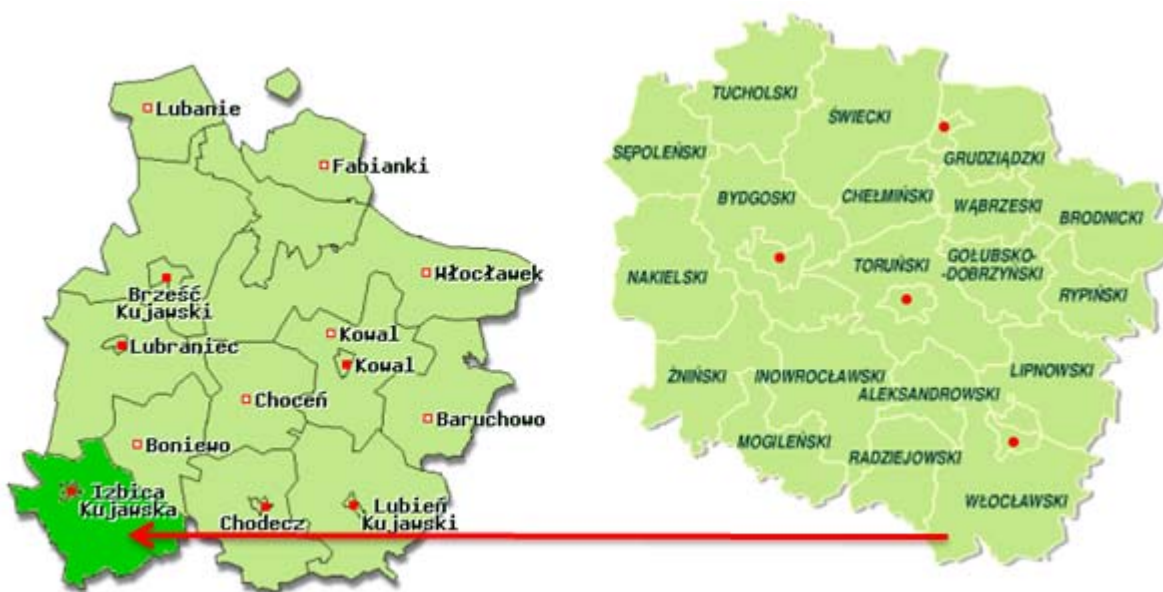 Lubanie
Fabianki
Włocławek
Brześć
Kujawski
Kowal
Lubraniec
Kowal
Choceń
Baruchowo
Boniewo
Izbica
Kujawska
Chodecz
Lubień
Kujawski
TUCHOLSKI
ŚWIECKI
SĘPOLEŃSKI
GRUDZIĄDZKI
BYDGOSKI
CHEŁMIŃSKI
WĄBRZESKI
BRODNICKI
NAKIELSKI
TORUŃSKI
GOŁUBSKO-
-DOBRZYŃSKI
RYPIŃSKI
ŻNIŃSKI
INOWROCŁAWSKI
ALEKSANDROWSKI
LIPNOWSKI
MOGILEŃSKI
RADZIEJOWSKI
WŁOCŁAWSKI